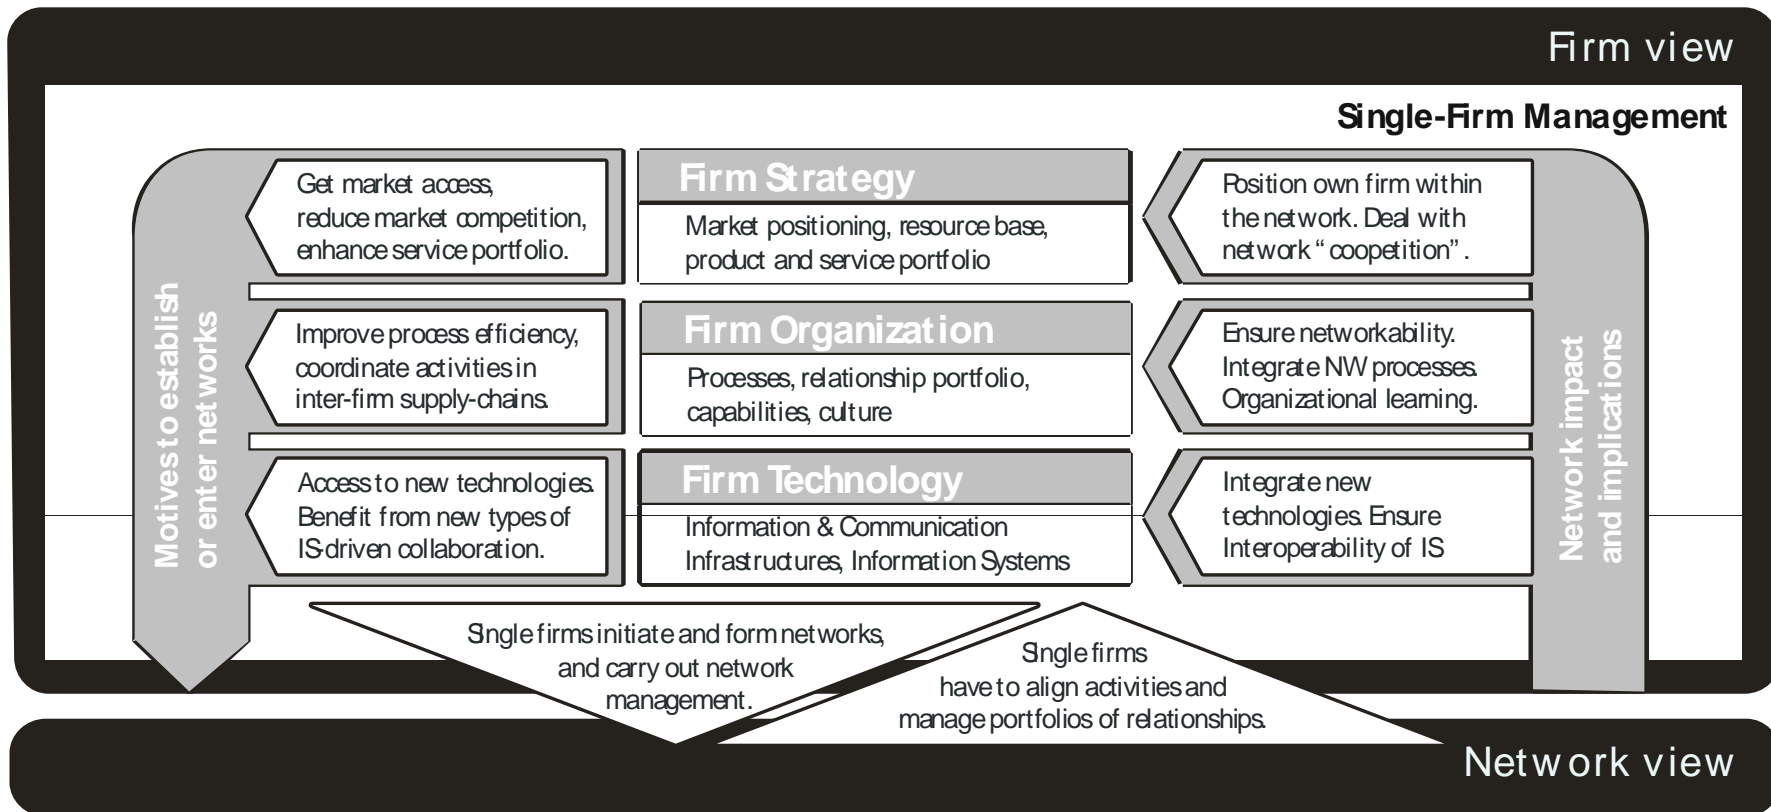 Firm view
Single-Firm Management
Motives to establish
or enter networks
Get market access,
reduce market competition,
enhance service portfolio.
Firm Strategy
Market positioning, resource base,
product and service portfolio
Position own firm within
the network. Deal with
network “coopetition”.
Improve process efficiency,
coordinate activities in
inter-firm supply-chains.
Firm Organization
Processes, relationship portfolio,
capabilities, culture
Ensure networkability.
Integrate NW processes.
Organizational learning.
Access to new technologies.
Benefit from new types of
IS-driven collaboration.
Firm Technology
Information & Communication
Infrastructures, Information Systems
Integrate new
technologies. Ensure
Interoperability of IS
Network impact
and implications
Single firms initiate and form networks,
and carry out network
management.
Single firms
have to align activities and
manage portfolios of relationships.
Network view